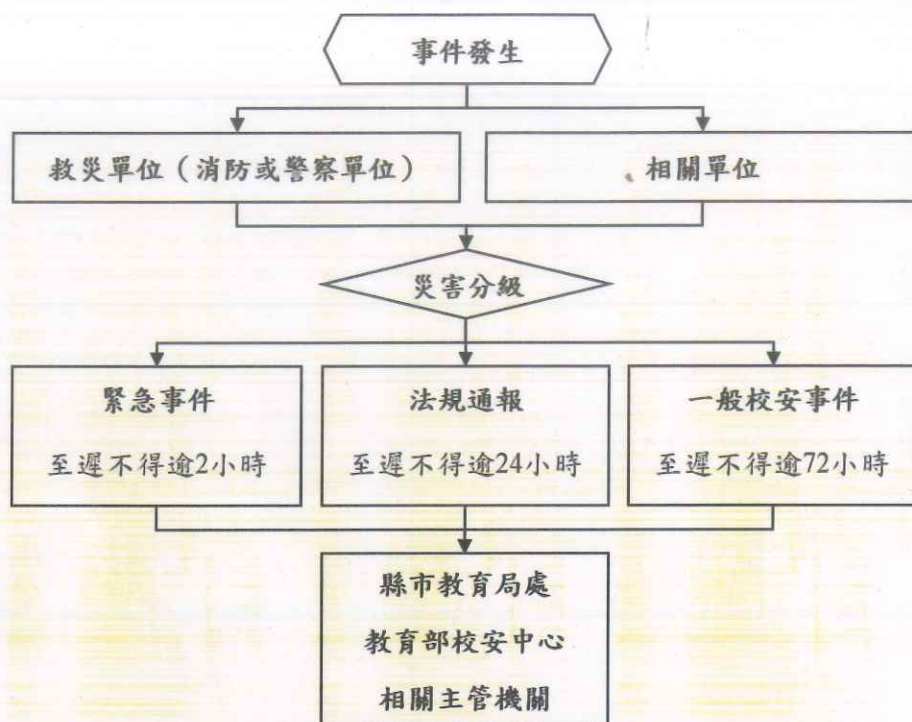 事件發生
救災單位（消防或警察單位）
相關單位
災害分級
緊急事件
至遲不得逾2小時
法規通報
至遲不得逾24小時
一般校安事件
至遲不得逾72小時
縣市教育局處
教育部校安中心
相關主管機關